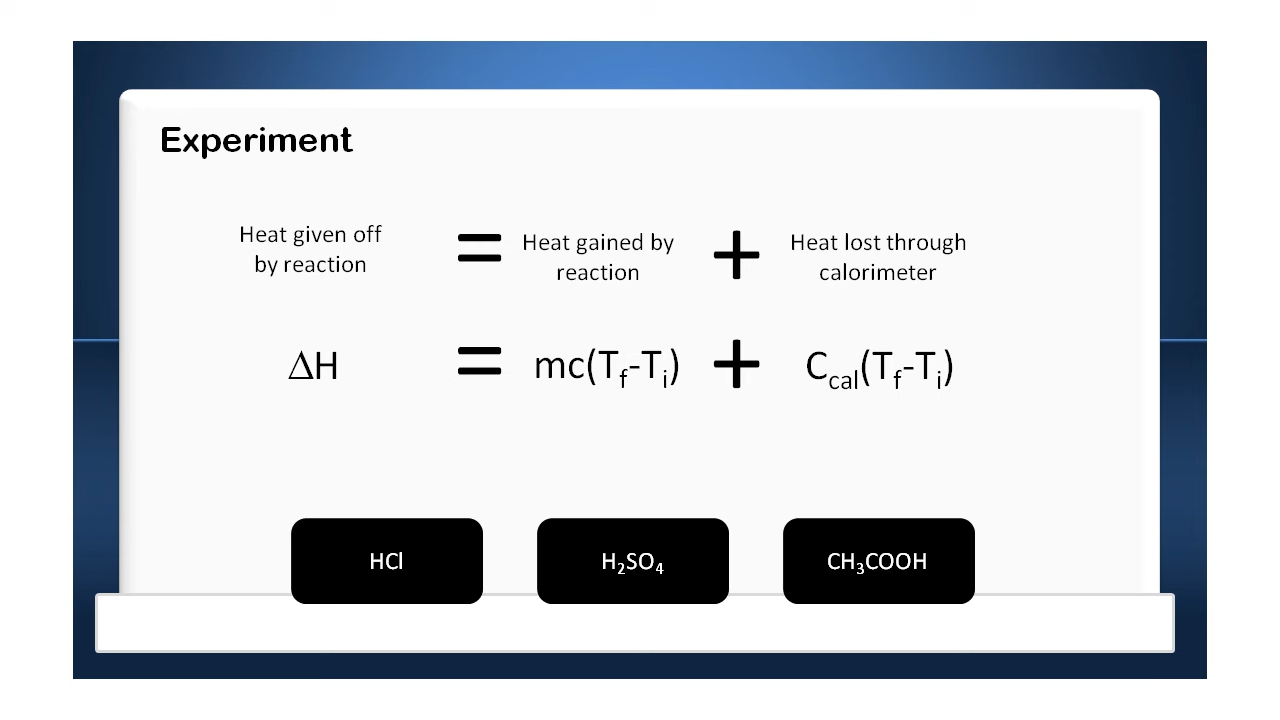 Experiment
Heat given off
by reaction
=
Heat gained by
reaction
+
Heat lost through
calorimeter
ΔH = mc(T_f-T_i) + C_cal(T_f-T_i)
HCl
H₂SO₄
CH₃COOH